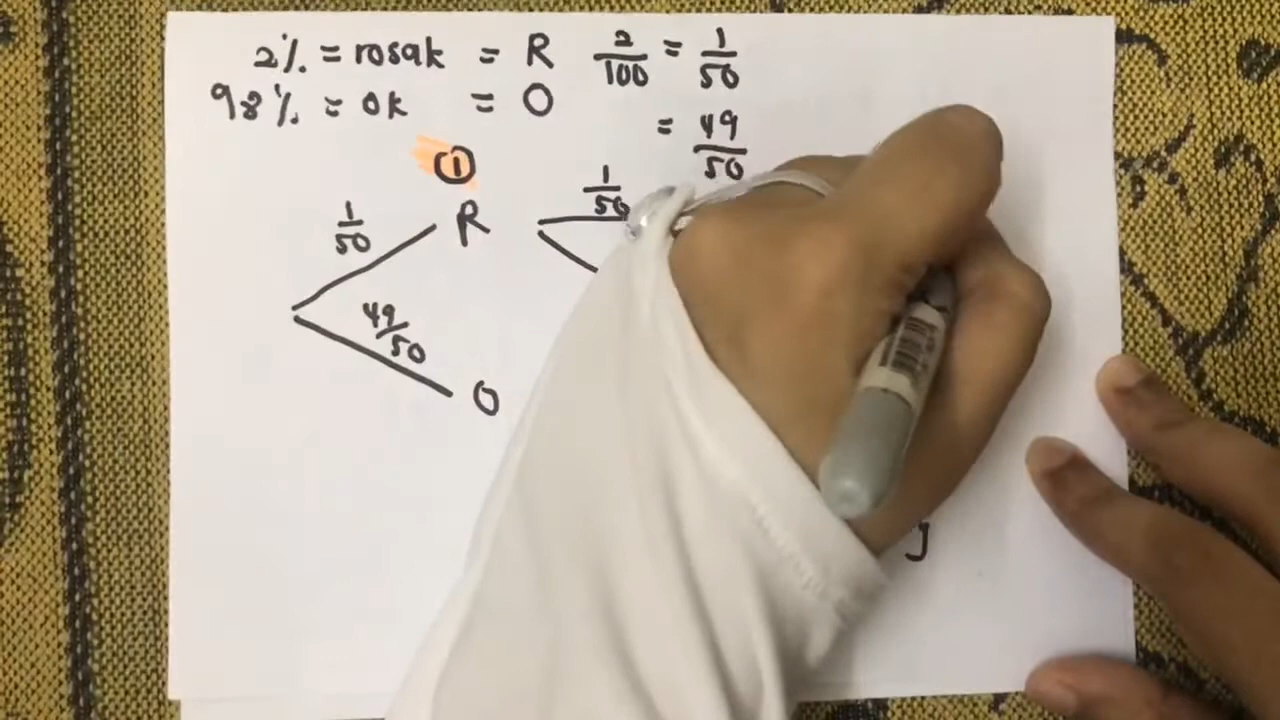 2% = rosak = R 2/100 = 1/50
98% = ok = O = 49/50
①
1/50 R 1/50
49/50 O